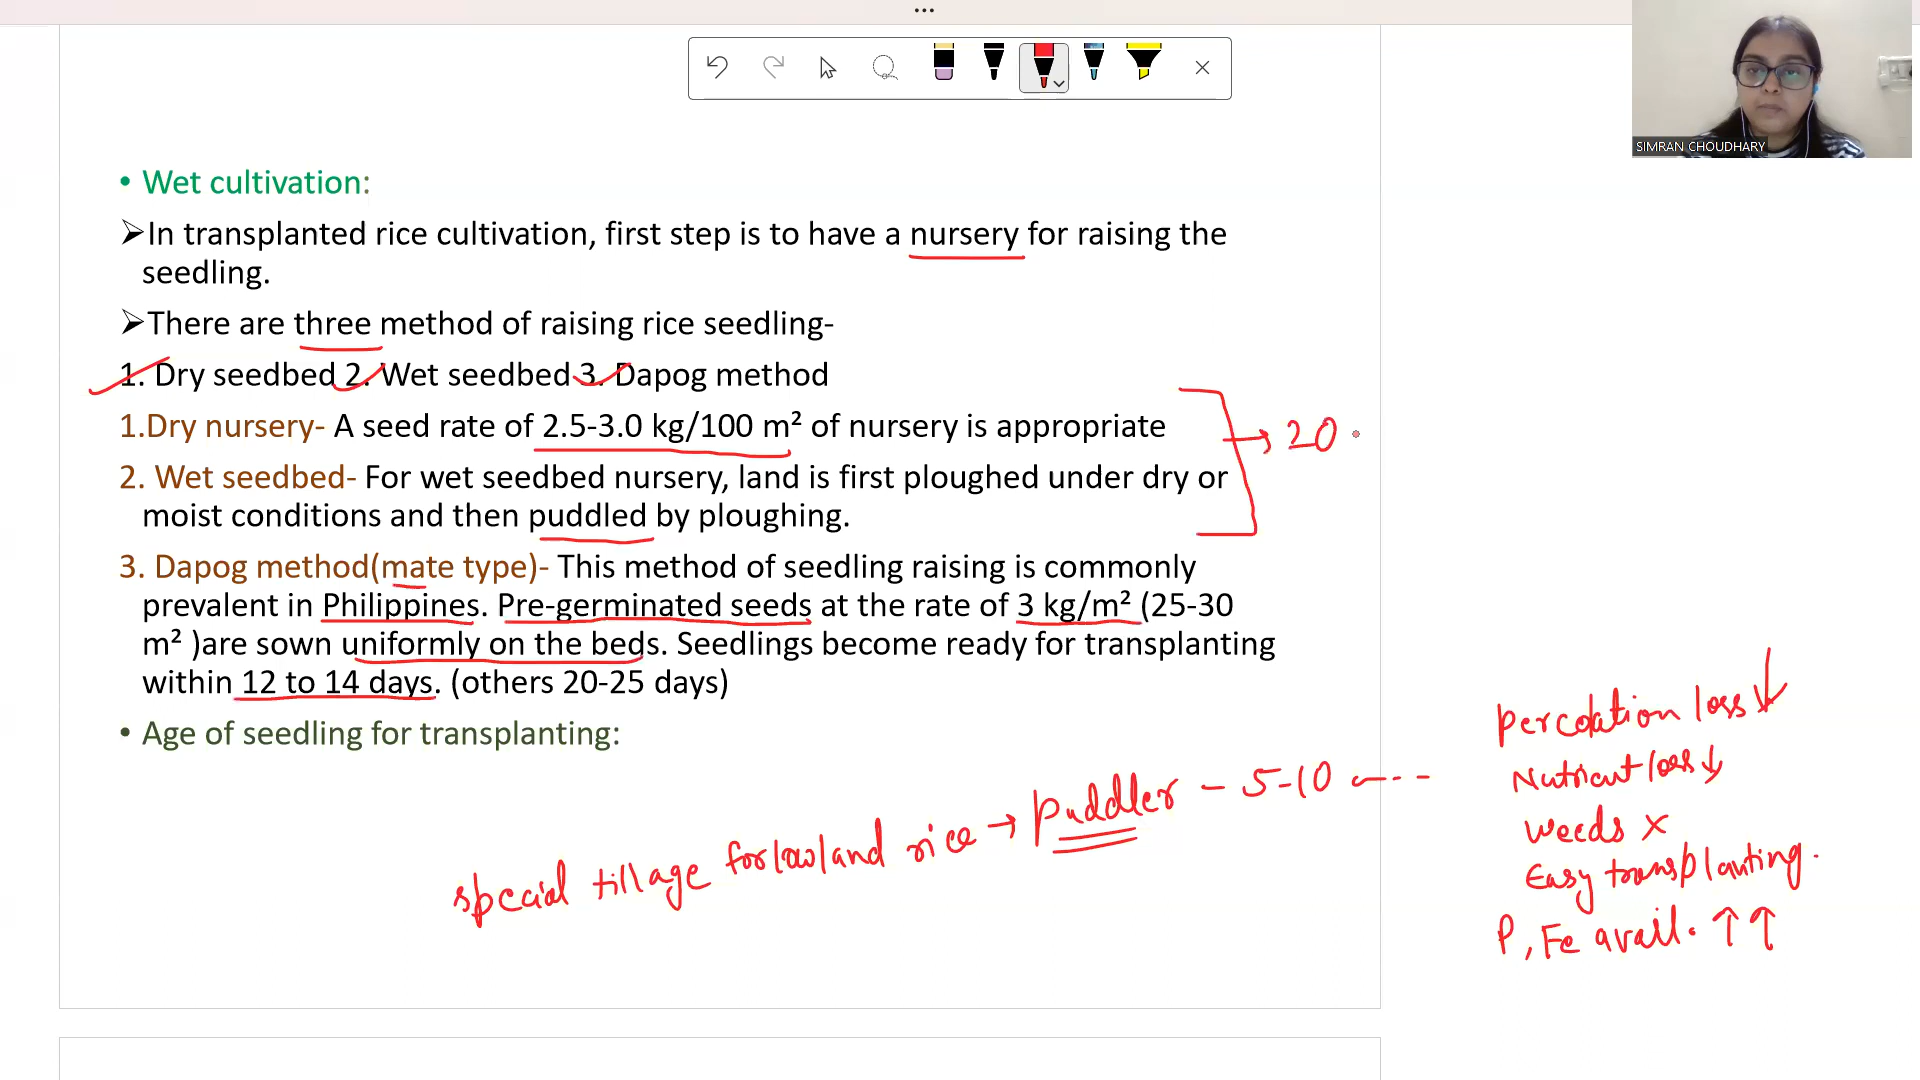 SIMRAN CHOUDHARY
• Wet cultivation:
➢In transplanted rice cultivation, first step is to have a nursery for raising the
seedling.
➢There are three method of raising rice seedling-
1. Dry seedbed 2. Wet seedbed 3. Dapog method
1.Dry nursery- A seed rate of 2.5-3.0 kg/100 m² of nursery is appropriate
→ 20
2. Wet seedbed- For wet seedbed nursery, land is first ploughed under dry or
moist conditions and then puddled by ploughing.
3. Dapog method(mate type)- This method of seedling raising is commonly
prevalent in Philippines. Pre-germinated seeds at the rate of 3 kg/m² (25-30
m² )are sown uniformly on the beds. Seedlings become ready for transplanting
within 12 to 14 days. (others 20-25 days)
• Age of seedling for transplanting:
special tillage for lowland rice → puddler - 5-10
percolation loss ↓
Nutrient loss ↓
weeds ×
Easy transplanting.
P, Fe avail. ↑ ↑